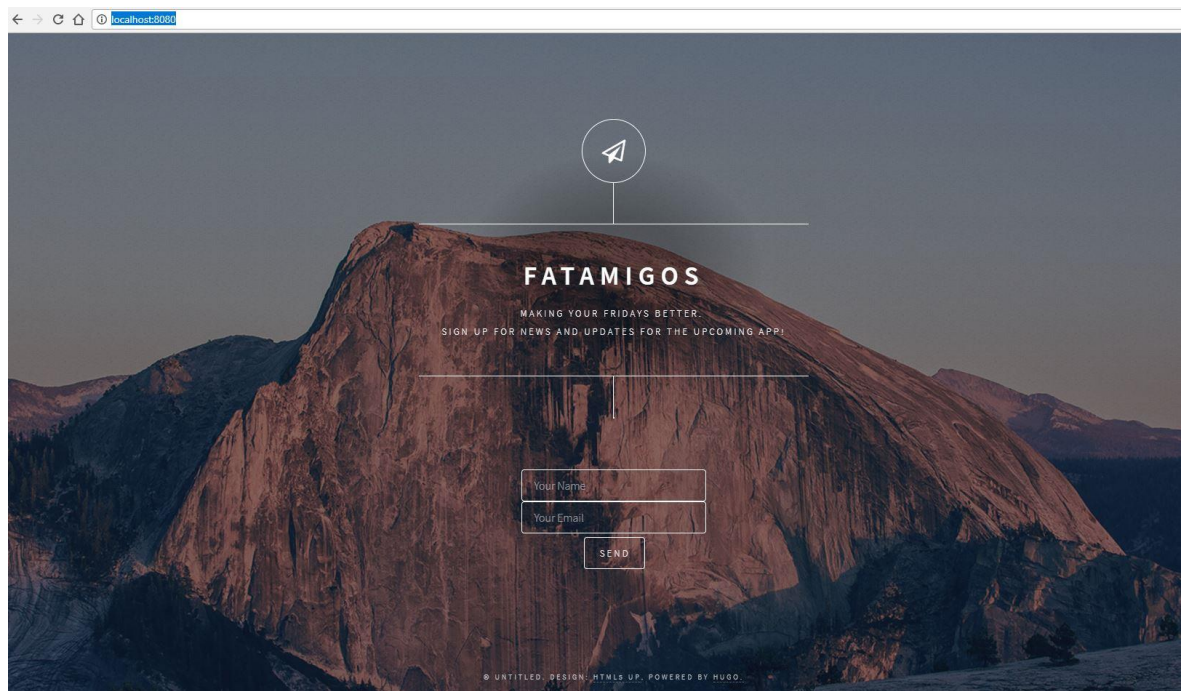 localhost:8080
FATAMIGOS
MAKING YOUR FRIDAYS BETTER.
SIGN UP FOR NEWS AND UPDATES FOR THE UPCOMING APP!
Your Name
Your Email
SEND
© UNTITLED. DESIGN: HTML5 UP. POWERED BY HUGO.